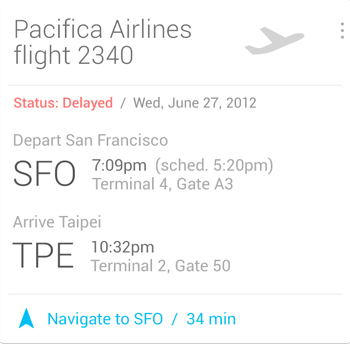 Pacifica Airlines
flight 2340
Status: Delayed / Wed, June 27, 2012
Depart San Francisco
SFO 7:09pm (sched. 5:20pm)
Terminal 4, Gate A3
Arrive Taipei
TPE 10:32pm
Terminal 2, Gate 50
Navigate to SFO / 34 min